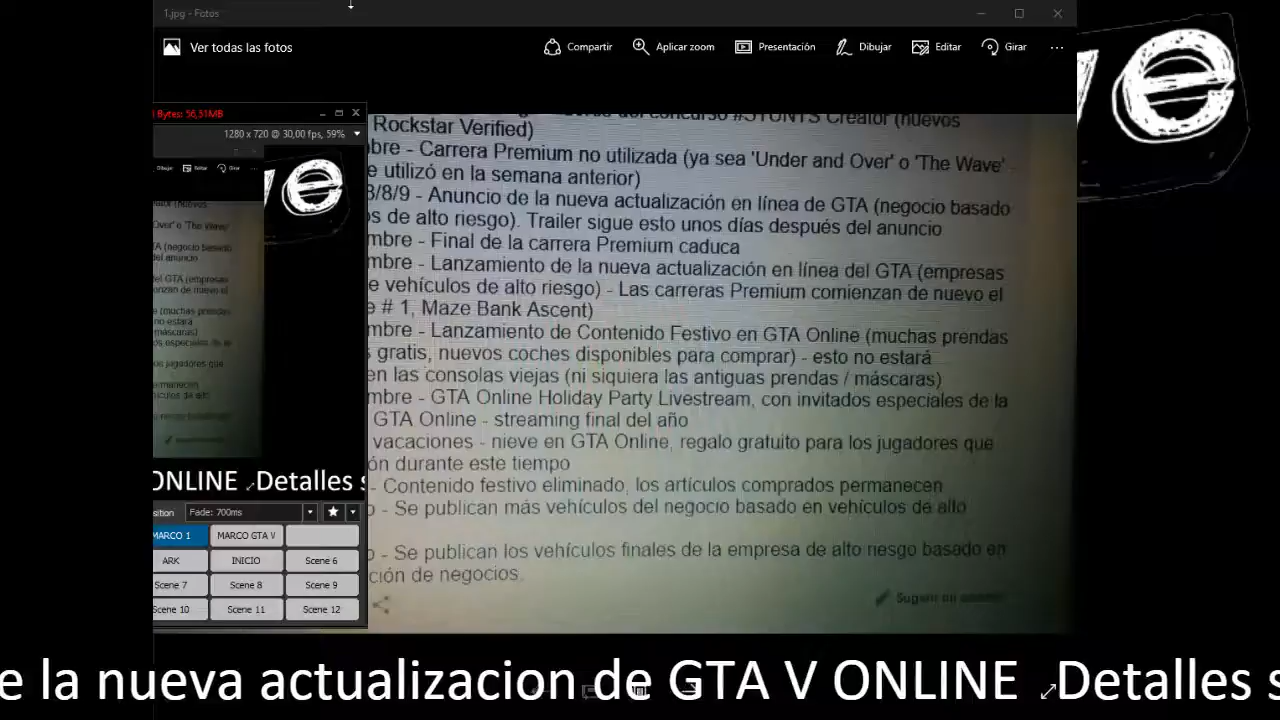 1.jpg - Fotos
Ver todas las fotos
Compartir
Aplicar zoom
Presentación
Dibujar
Editar
Girar
e
Bytes: 56,51MB
1280 x 720 @ 30,00 fps, 59%
del concurso #STUNTS Creator (nuevos
Rockstar Verified)
bre - Carrera Premium no utilizada (ya sea 'Under and Over' o 'The Wave'
e utilizó en la semana anterior)
8/8/9 - Anuncio de la nueva actualización en línea de GTA (negocio basado
s de alto riesgo). Trailer sigue esto unos días después del anuncio
mbre - Final de la carrera Premium caduca
mbre - Lanzamiento de la nueva actualización en línea del GTA (empresas
e vehículos de alto riesgo) - Las carreras Premium comienzan de nuevo el
e # 1, Maze Bank Ascent)
mbre - Lanzamiento de Contenido Festivo en GTA Online (muchas prendas
s gratis, nuevos coches disponibles para comprar) - esto no estará
en las consolas viejas (ni siquiera las antiguas prendas / máscaras)
mbre - GTA Online Holiday Party Livestream, con invitados especiales de la
GTA Online - streaming final del año
vacaciones - nieve en GTA Online, regalo gratuito para los jugadores que
ón durante este tiempo
- Contenido festivo eliminado, los artículos comprados permanecen
o - Se publican más vehículos del negocio basado en vehículos de alto
o - Se publican los vehículos finales de la empresa de alto riesgo basado en
ción de negocios.
ONLINE Detalles s
sition
Fade: 700ms
MARCO 1
MARCO GTA V
ARK
INICIO
Scene 6
Scene 7
Scene 8
Scene 9
Scene 10
Scene 11
Scene 12
e la nueva actualizacion de GTA V ONLINE Detalles s